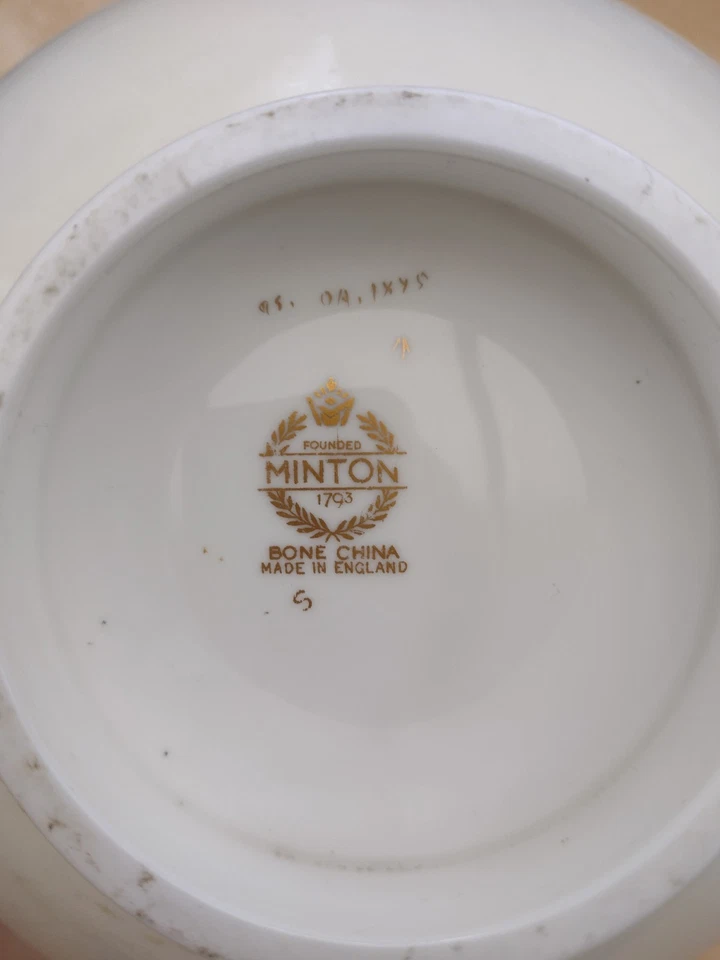 FOUNDED
MINTON
1793
BONE CHINA
MADE IN ENGLAND
S